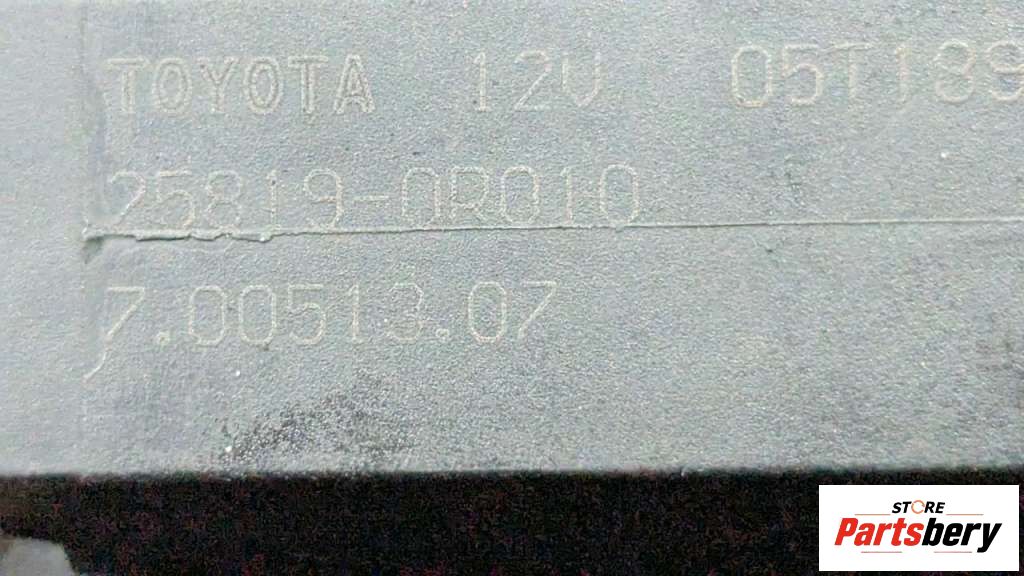 TOYOTA 12V 05T189
25819-0R010
7.00513.07
STORE
Partsbery